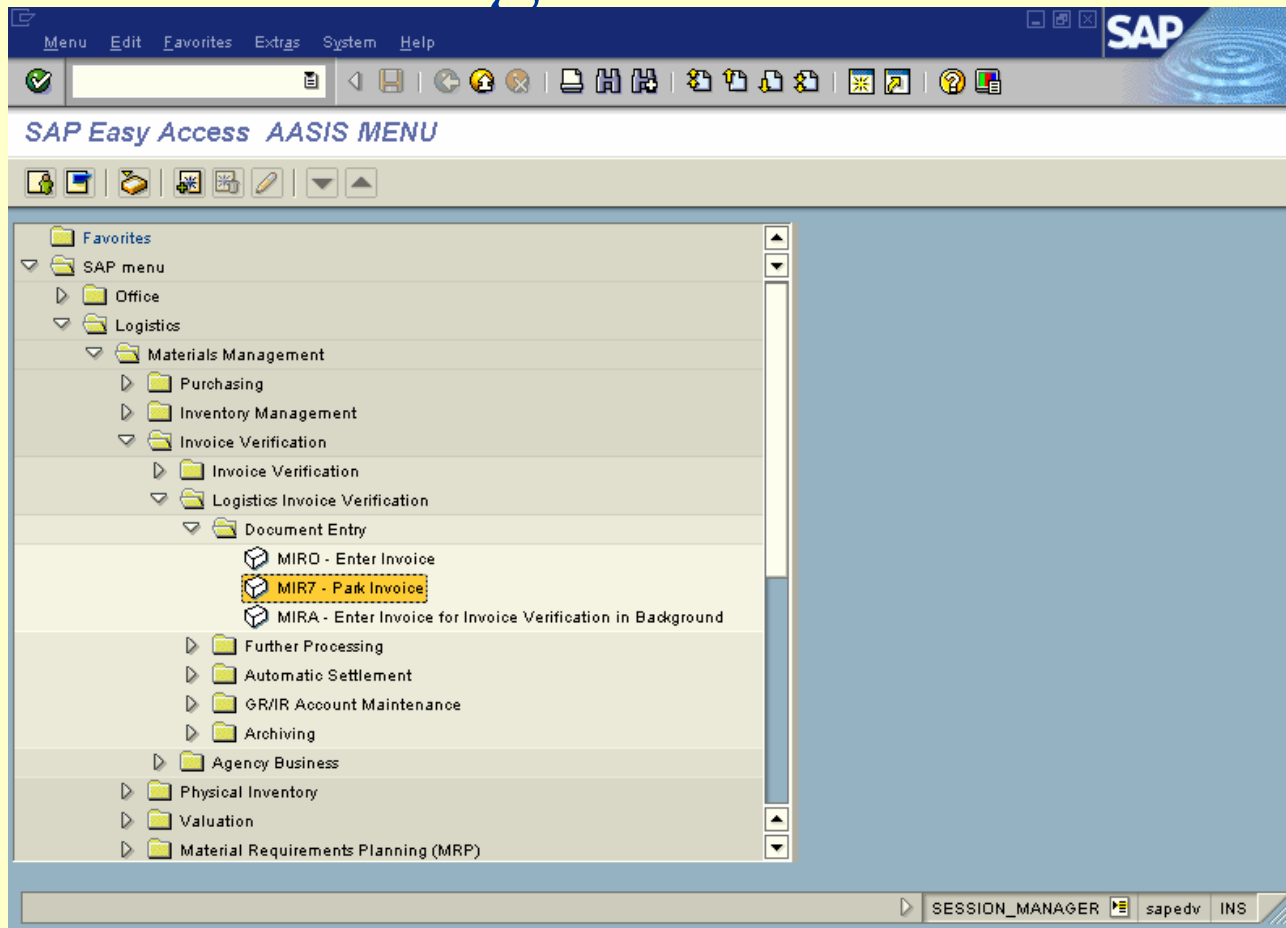 Menu Edit Favorites Extras System Help
SAP
SAP Easy Access AASIS MENU
Favorites
SAP menu
Office
Logistics
Materials Management
Purchasing
Inventory Management
Invoice Verification
Invoice Verification
Logistics Invoice Verification
Document Entry
MIRO - Enter Invoice
MIR7 - Park Invoice
MIRA - Enter Invoice for Invoice Verification in Background
Further Processing
Automatic Settlement
GR/IR Account Maintenance
Archiving
Agency Business
Physical Inventory
Valuation
Material Requirements Planning (MRP)
SESSION_MANAGER sapedv INS